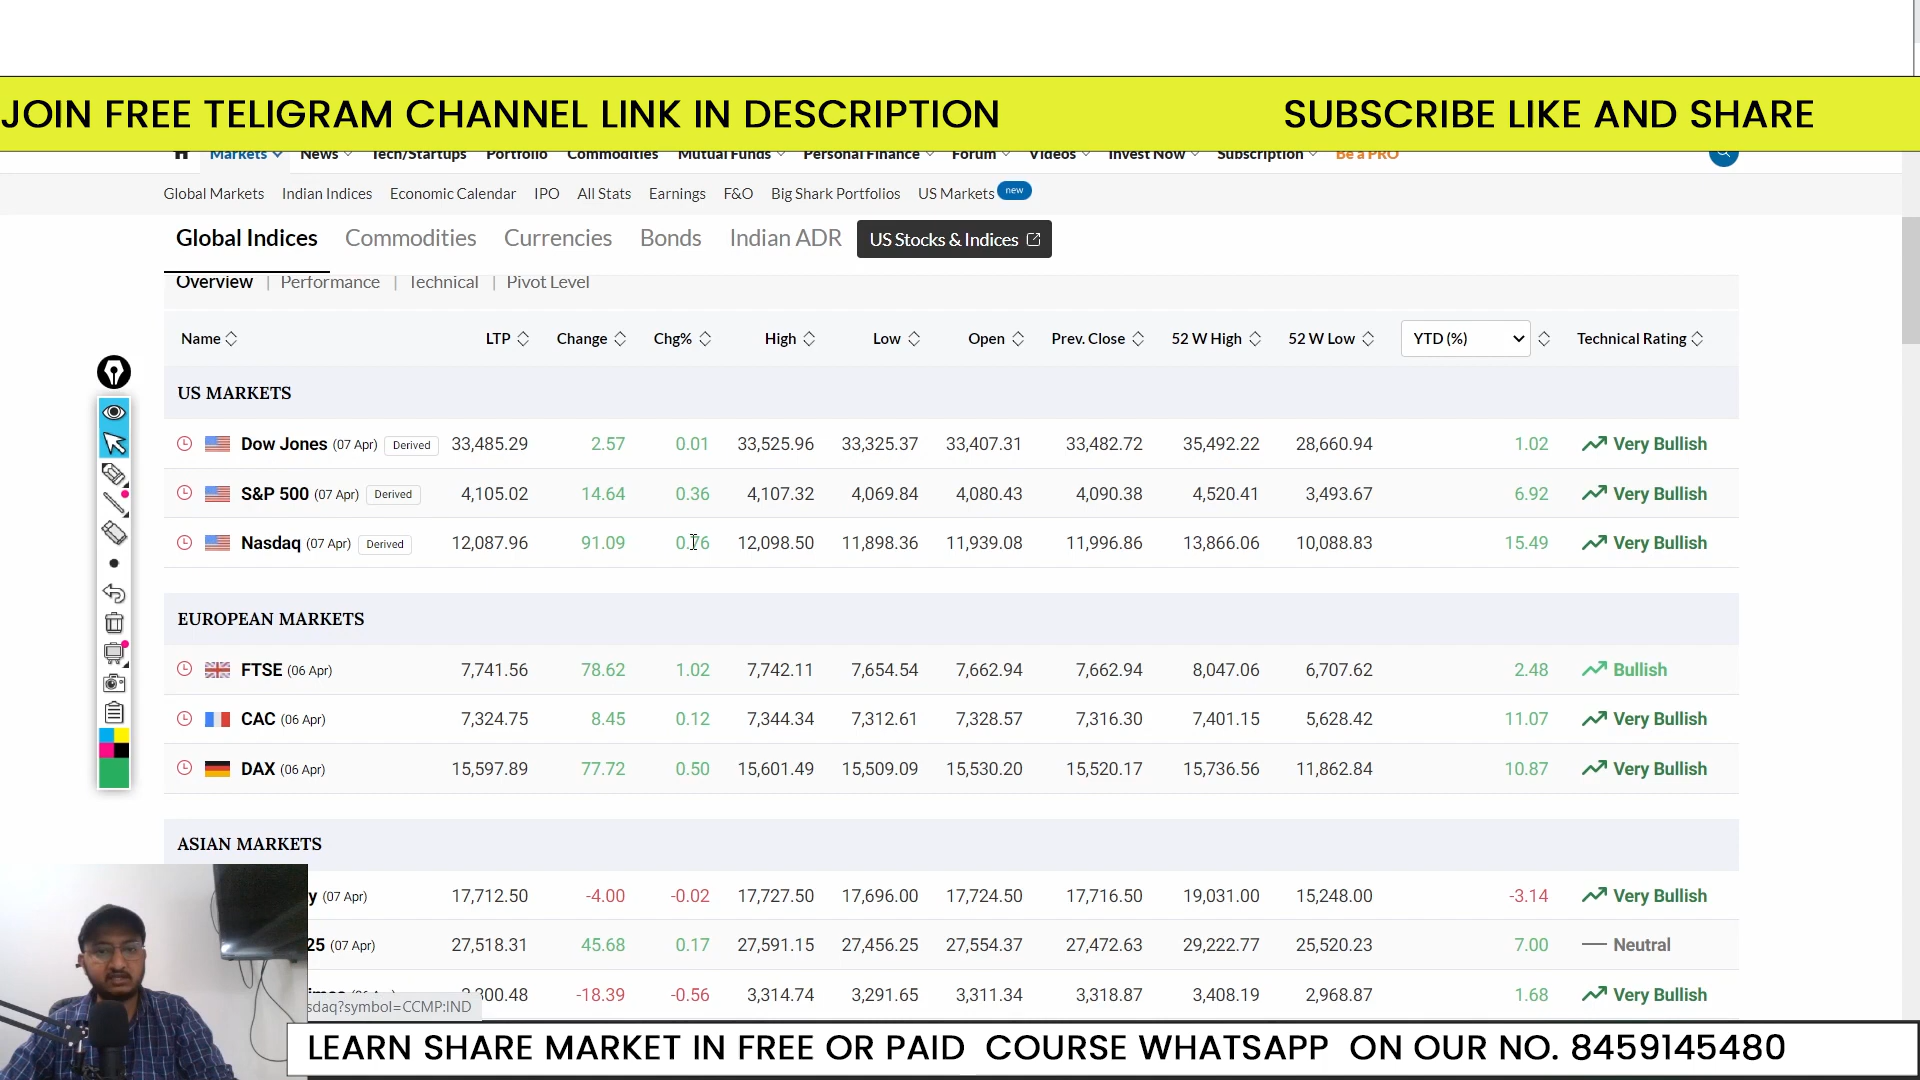 JOIN FREE TELIGRAM CHANNEL LINK IN DESCRIPTION SUBSCRIBE LIKE AND SHARE
Markets News Tech/Startups Portfolio Commodities Mutual Funds Personal Finance Forum Videos Invest Now Subscription Be a PRO
Global Markets Indian Indices Economic Calendar IPO All Stats Earnings F&O Big Shark Portfolios US Markets new
Global Indices Commodities Currencies Bonds Indian ADR US Stocks & Indices
Overview | Performance | Technical | Pivot Level
Name LTP Change Chg% High Low Open Prev. Close 52 W High 52 W Low YTD (%) Technical Rating
US MARKETS
Dow Jones (07 Apr) Derived 33,485.29 2.57 0.01 33,525.96 33,325.37 33,407.31 33,482.72 35,492.22 28,660.94 1.02 Very Bullish
S&P 500 (07 Apr) Derived 4,105.02 14.64 0.36 4,107.32 4,069.84 4,080.43 4,090.38 4,520.41 3,493.67 6.92 Very Bullish
Nasdaq (07 Apr) Derived 12,087.96 91.09 0.76 12,098.50 11,898.36 11,939.08 11,996.86 13,866.06 10,088.83 15.49 Very Bullish
EUROPEAN MARKETS
FTSE (06 Apr) 7,741.56 78.62 1.02 7,742.11 7,654.54 7,662.94 7,662.94 8,047.06 6,707.62 2.48 Bullish
CAC (06 Apr) 7,324.75 8.45 0.12 7,344.34 7,312.61 7,328.57 7,316.30 7,401.15 5,628.42 11.07 Very Bullish
DAX (06 Apr) 15,597.89 77.72 0.50 15,601.49 15,509.09 15,530.20 15,520.17 15,736.56 11,862.84 10.87 Very Bullish
ASIAN MARKETS
y (07 Apr) 17,712.50 -4.00 -0.02 17,727.50 17,696.00 17,724.50 17,716.50 19,031.00 15,248.00 -3.14 Very Bullish
25 (07 Apr) 27,518.31 45.68 0.17 27,591.15 27,456.25 27,554.37 27,472.63 29,222.77 25,520.23 7.00 Neutral
300.48 -18.39 -0.56 3,314.74 3,291.65 3,311.34 3,318.87 3,408.19 2,968.87 1.68 Very Bullish
sdaq?symbol=CCMP:IND
LEARN SHARE MARKET IN FREE OR PAID COURSE WHATSAPP ON OUR NO. 8459145480